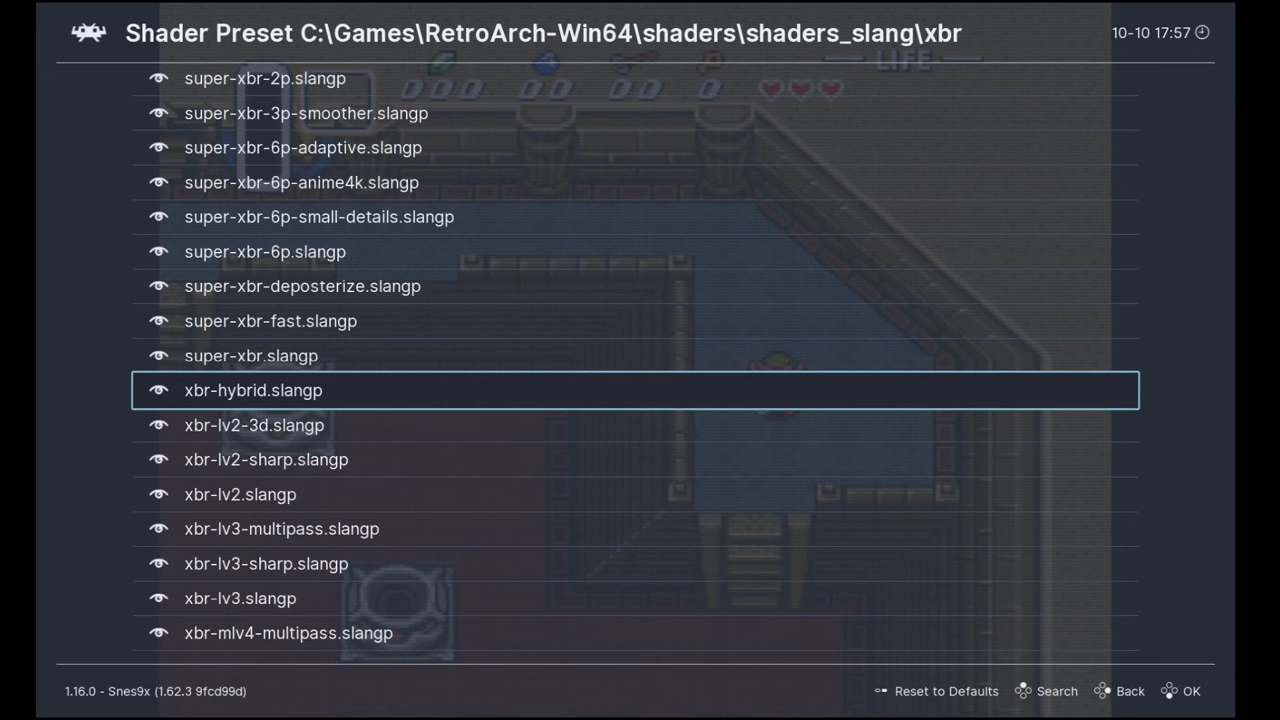 Shader Preset C:\Games\RetroArch-Win64\shaders\shaders_slang\xbr
10-10 17:57
LIFE
000 00 00 0
super-xbr-2p.slangp
super-xbr-3p-smoother.slangp
super-xbr-6p-adaptive.slangp
super-xbr-6p-anime4k.slangp
super-xbr-6p-small-details.slangp
super-xbr-6p.slangp
super-xbr-deposterize.slangp
super-xbr-fast.slangp
super-xbr.slangp
xbr-hybrid.slangp
xbr-lv2-3d.slangp
xbr-lv2-sharp.slangp
xbr-lv2.slangp
xbr-lv3-multipass.slangp
xbr-lv3-sharp.slangp
xbr-lv3.slangp
xbr-mlv4-multipass.slangp
1.16.0 - Snes9x (1.62.3 9fcd99d)
Reset to Defaults Search Back OK